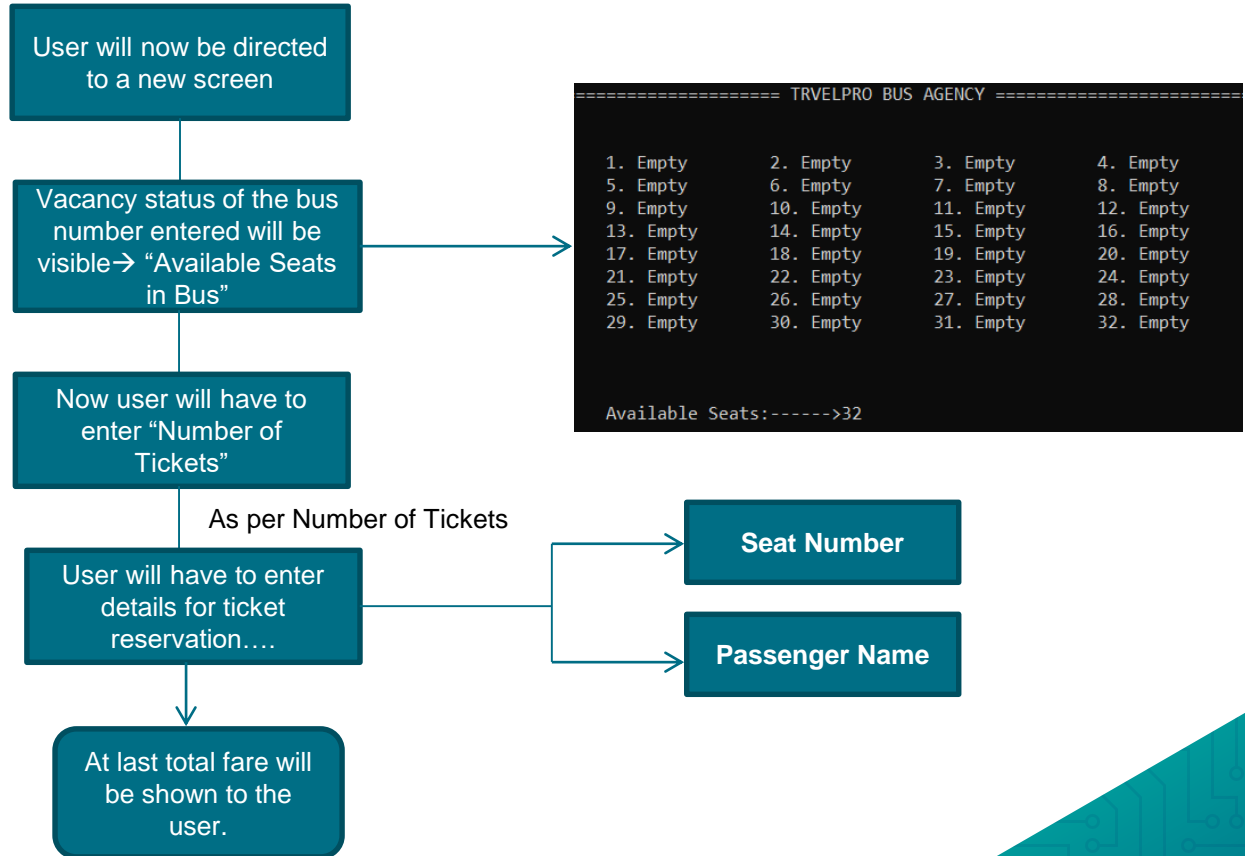 User will now be directed
to a new screen
==================== TRVELPRO BUS AGENCY ========================
1. Empty 2. Empty 3. Empty 4. Empty
5. Empty 6. Empty 7. Empty 8. Empty
9. Empty 10. Empty 11. Empty 12. Empty
13. Empty 14. Empty 15. Empty 16. Empty
17. Empty 18. Empty 19. Empty 20. Empty
21. Empty 22. Empty 23. Empty 24. Empty
25. Empty 26. Empty 27. Empty 28. Empty
29. Empty 30. Empty 31. Empty 32. Empty
Available Seats:------>32
Vacancy status of the bus
number entered will be
visible→ “Available Seats
in Bus”
Now user will have to
enter “Number of
Tickets”
As per Number of Tickets
User will have to enter
details for ticket
reservation….
Seat Number
Passenger Name
At last total fare will
be shown to the
user.